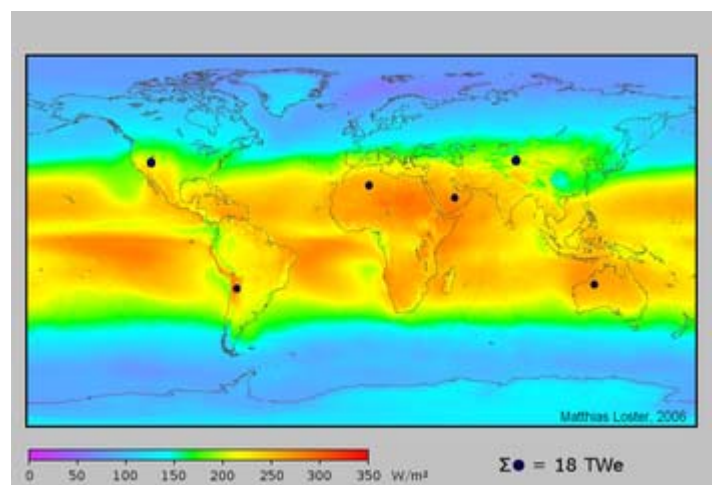 Matthias Loster, 2006
0 50 100 150 200 250 300 350 W/m²
Σ● = 18 TWe